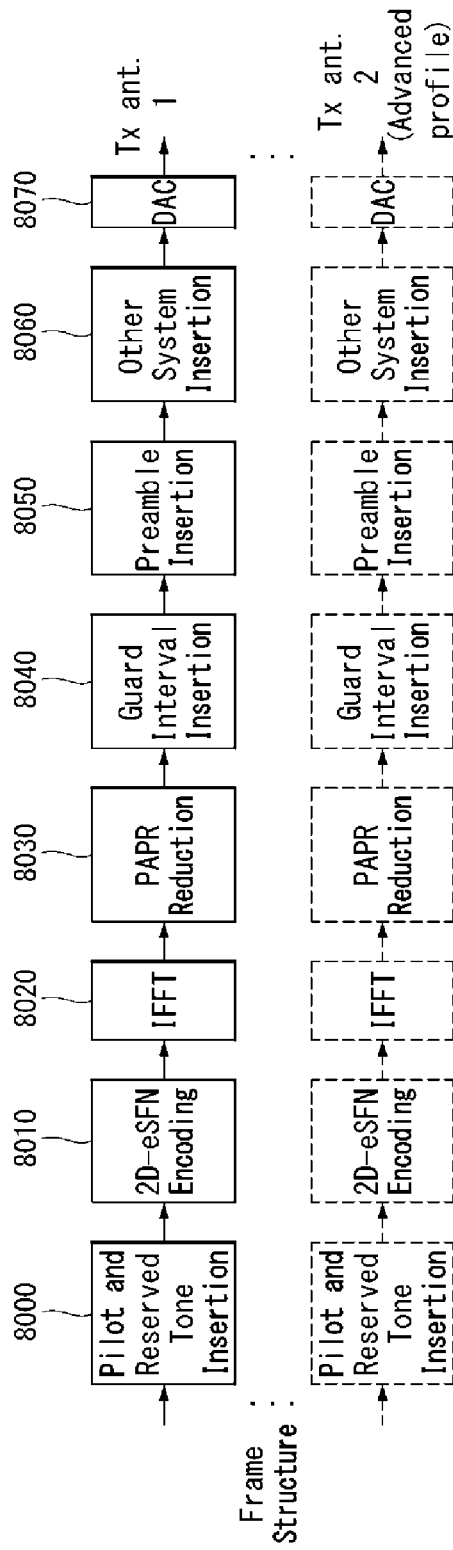 8000
8010
8020
8030
8040
8050
8060
8070
Frame
Structure
Pilot and
Reserved
Tone
Insertion
2D-eSFN
Encoding
IFFT
PAPR
Reduction
Guard
Interval
Insertion
Preamble
Insertion
Other
System
Insertion
DAC
Tx ant.
1
Pilot and
Reserved
Tone
Insertion
2D-eSFN
Encoding
IFFT
PAPR
Reduction
Guard
Interval
Insertion
Preamble
Insertion
Other
System
Insertion
DAC
Tx ant.
2
(Advanced
profile)